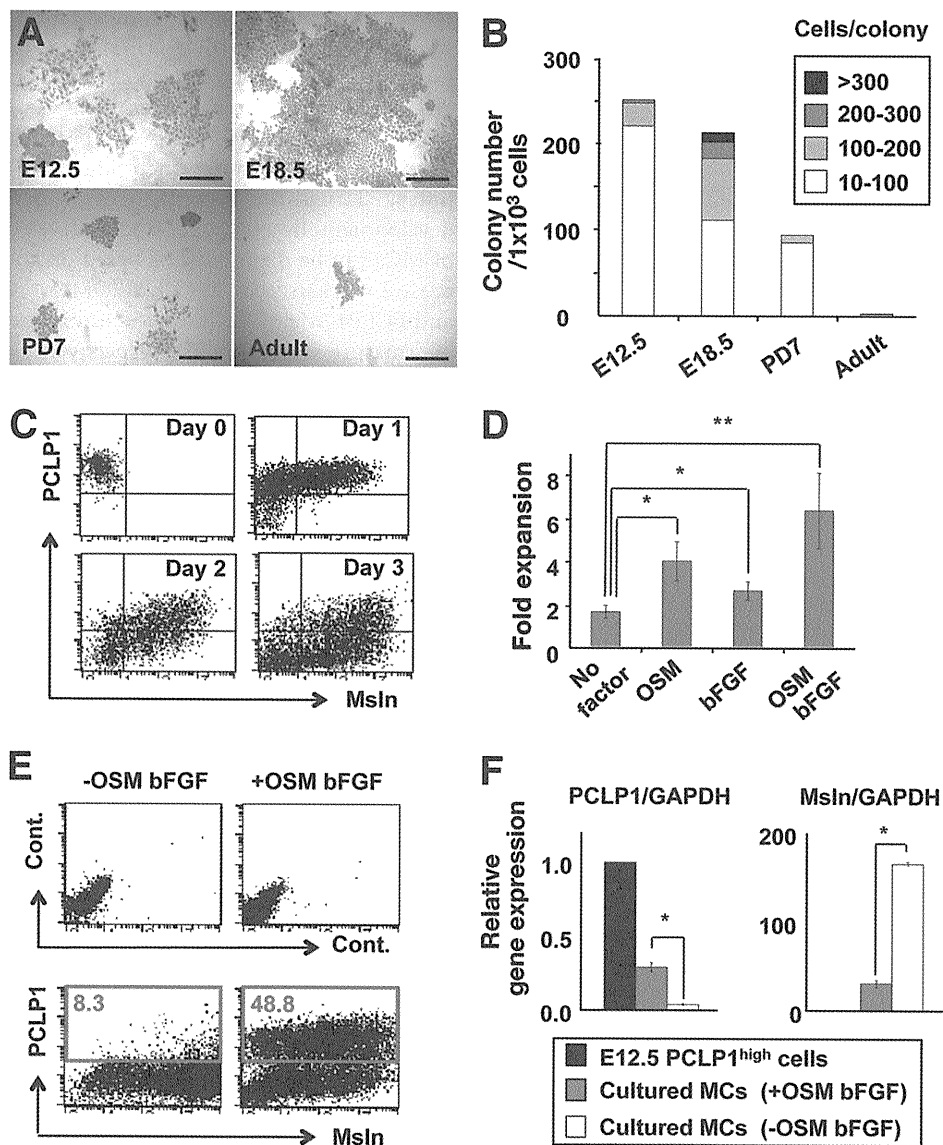 A
E12.5
E18.5
PD7
Adult
B
Cells/colony
>300
200-300
100-200
10-100
Colony number
/1x10³ cells
300
200
100
0
E12.5
E18.5
PD7
Adult
C
PCLP1
Day 0
Day 1
Day 2
Day 3
Msln
D
**
*
*
Fold expansion
8
6
4
2
0
No factor
OSM
bFGF
OSM bFGF
E
-OSM bFGF
+OSM bFGF
Cont.
Cont.
PCLP1
8.3
48.8
Msln
F
PCLP1/GAPDH
Msln/GAPDH
Relative
gene expression
1.0
0.5
0.0
*
200
100
0
*
E12.5 PCLP1high cells
Cultured MCs (+OSM bFGF)
Cultured MCs (-OSM bFGF)